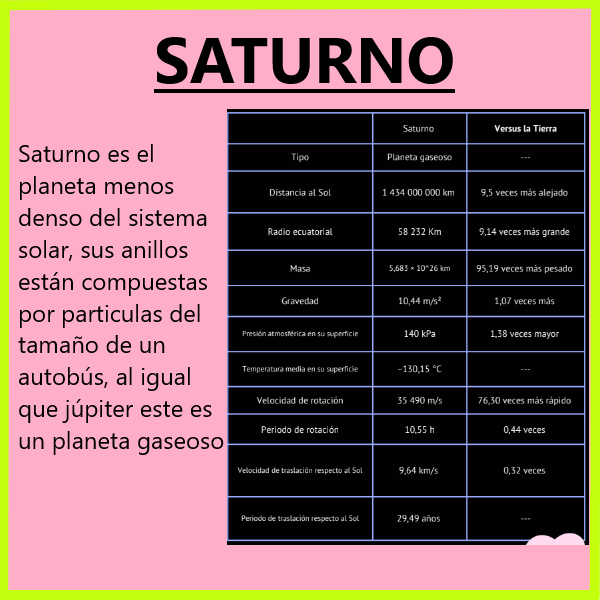 SATURNO
Saturno es el
planeta menos
denso del sistema
solar, sus anillos
están compuestas
por particulas del
tamaño de un
autobús, al igual
que júpiter este es
un planeta gaseoso
Saturno Versus la Tierra
Tipo Planeta gaseoso ---
Distancia al Sol 1 434 000 000 km 9,5 veces más alejado
Radio ecuatorial 58 232 Km 9,14 veces más grande
Masa 5,683 × 10^26 km 95,19 veces más pesado
Gravedad 10,44 m/s² 1,07 veces más
Presión atmosférica en su superficie 140 kPa 1,38 veces mayor
Temperatura media en su superficie −130,15 °C ---
Velocidad de rotación 35 490 m/s 76,30 veces más rápido
Periodo de rotación 10,55 h 0,44 veces
Velocidad de traslación respecto al Sol 9,64 km/s 0,32 veces
Periodo de traslación respecto al Sol 29,49 años ---